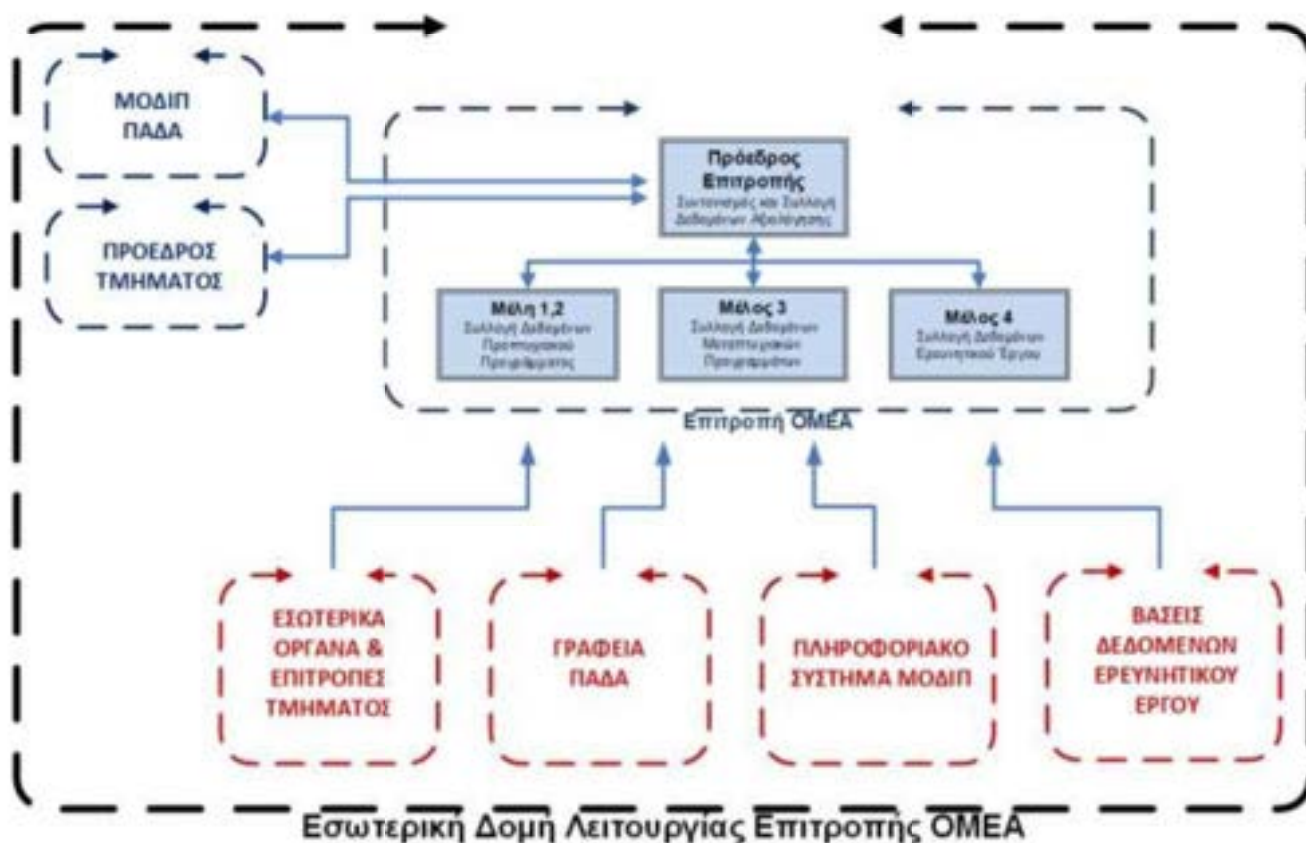 ΜΟΔΙΠ
ΠΑΔΑ
ΠΡΟΕΔΡΟΣ
ΤΜΗΜΑΤΟΣ
Πρόεδρος
Επιτροπής
Συντονισμός και Συλλογή
Δεδομένων Αξιολόγησης
Μέλη 1,2
Συλλογή Δεδομένων
Προπτυχιακού
Προγράμματος
Μέλος 3
Συλλογή Δεδομένων
Μεταπτυχιακών
Προγραμμάτων
Μέλος 4
Συλλογή Δεδομένων
Ερευνητικού Έργου
Επιτροπή ΟΜΕΑ
ΕΣΩΤΕΡΙΚΑ
ΟΡΓΑΝΑ &
ΕΠΙΤΡΟΠΕΣ
ΤΜΗΜΑΤΟΣ
ΓΡΑΦΕΙΑ
ΠΑΔΑ
ΠΛΗΡΟΦΟΡΙΑΚΟ
ΣΥΣΤΗΜΑ ΜΟΔΙΠ
ΒΑΣΕΙΣ
ΔΕΔΟΜΕΝΩΝ
ΕΡΕΥΝΗΤΙΚΟΥ
ΕΡΓΟΥ
Εσωτερική Δομή Λειτουργίας Επιτροπής ΟΜΕΑ